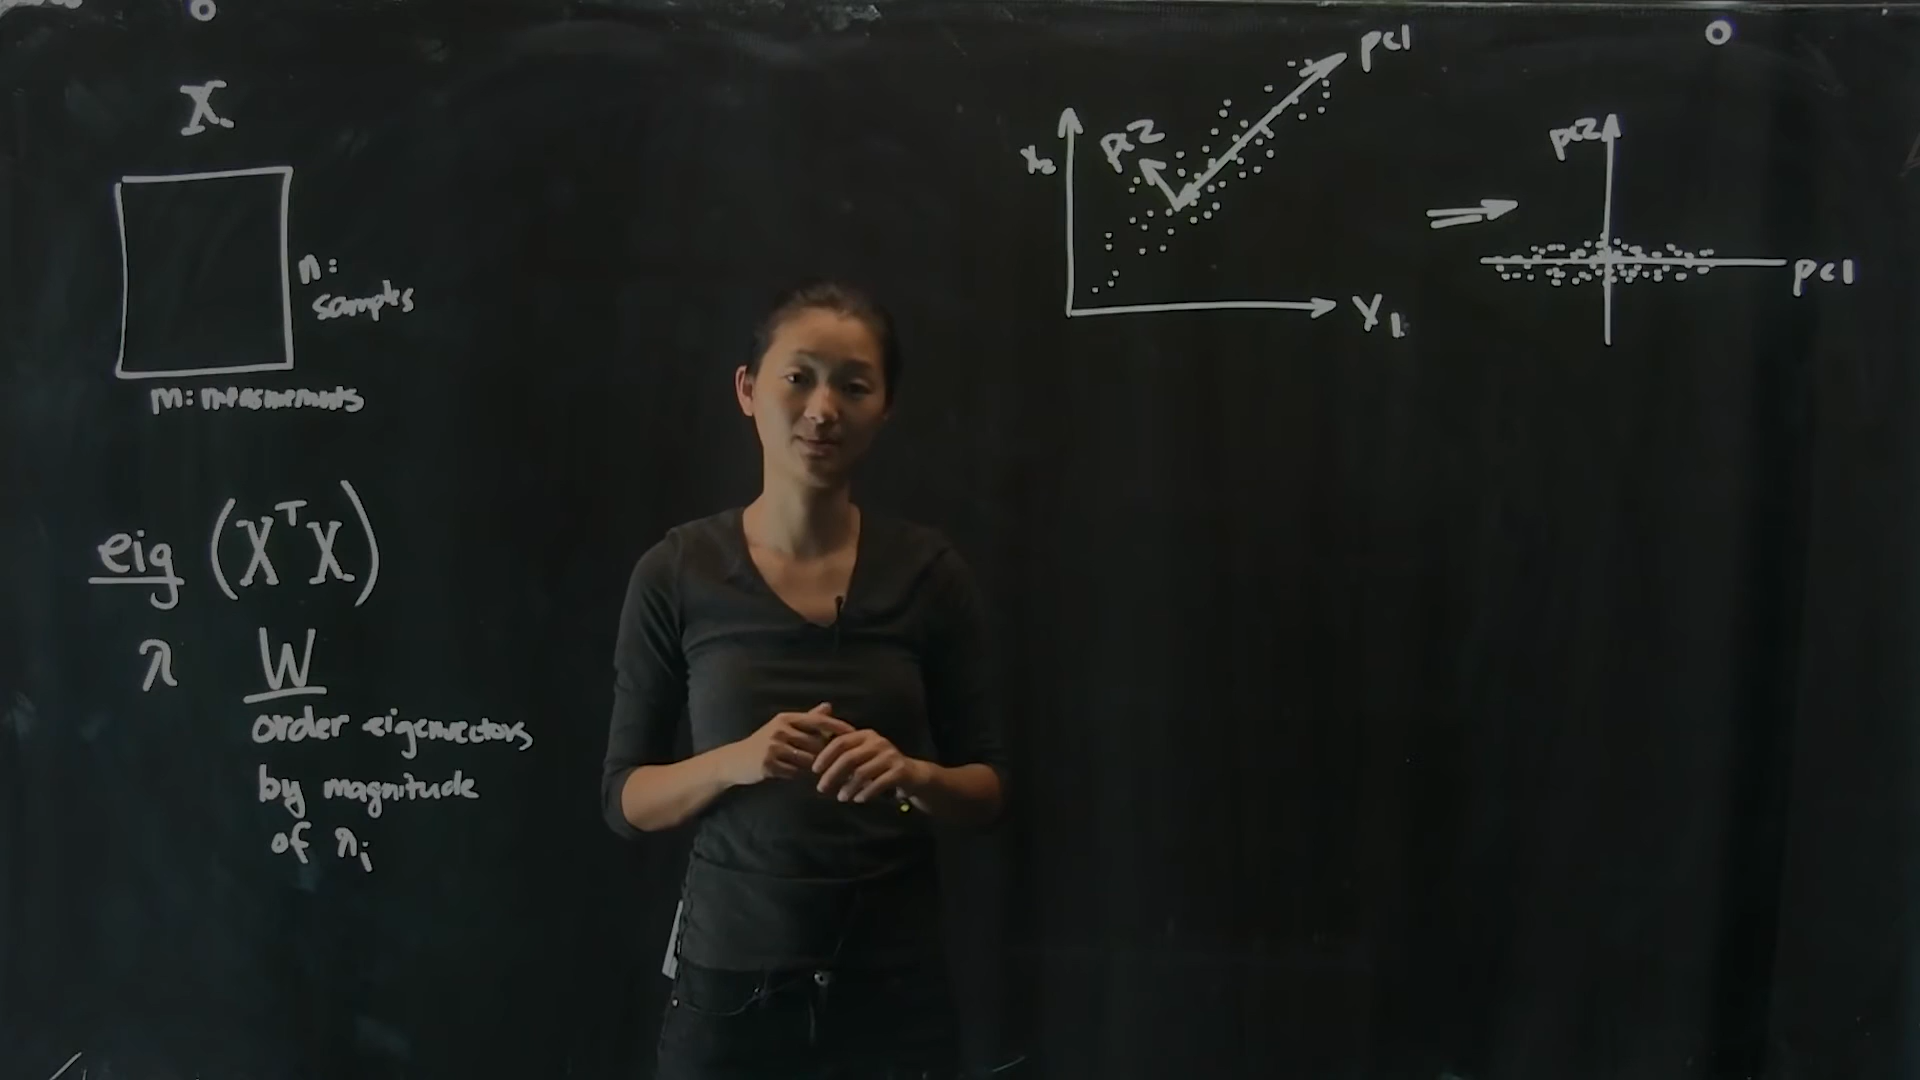 X
n:
samples
m: measurements
eig (XᵀX)
λ W
order eigenvectors
by magnitude
of λi
x2
pc2
pc1
x1
pc2
pc1